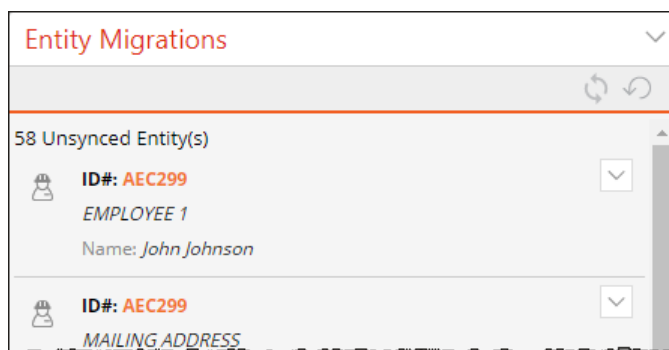 Entity Migrations
58 Unsynced Entity(s)
ID#: AEC299
EMPLOYEE 1
Name: John Johnson
ID#: AEC299
MAILING ADDRESS